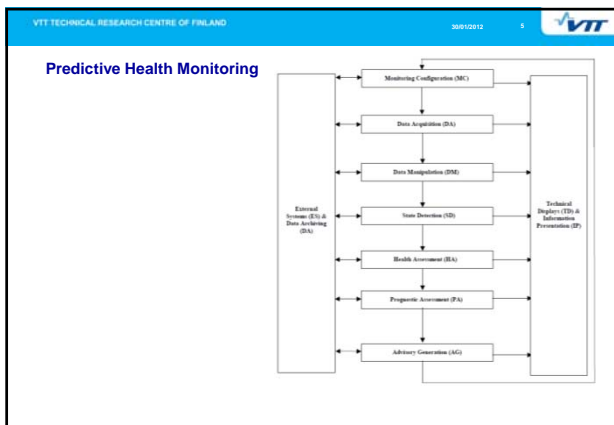 VTT TECHNICAL RESEARCH CENTRE OF FINLAND
30/01/2012
5
VTT
Predictive Health Monitoring
Monitoring Configuration (MC)
Data Acquisition (DA)
Data Manipulation (DM)
State Detection (SD)
Health Assessment (HA)
Prognostic Assessment (PA)
Advisory Generation (AG)
External
Systems (ES) &
Data Archiving
(DA)
Technical
Displays (TD) &
Information
Presentation (IP)